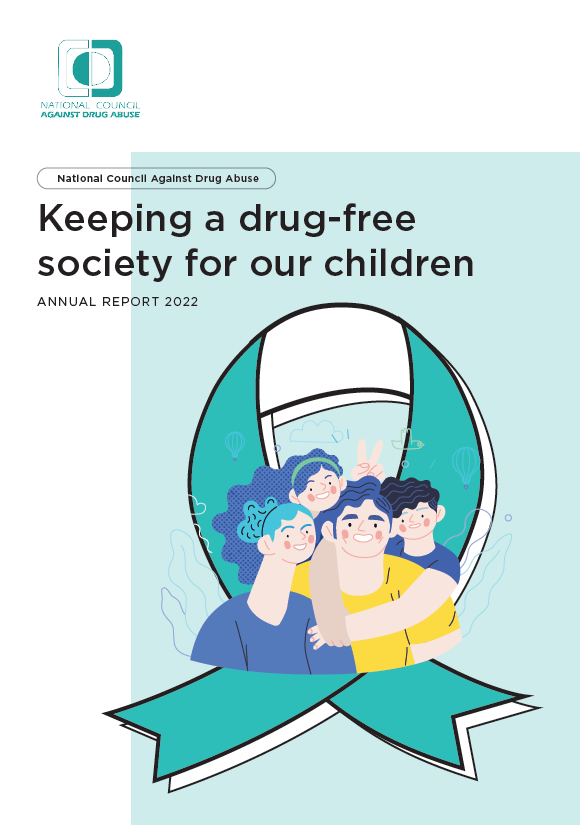 NATIONAL COUNCIL
AGAINST DRUG ABUSE
National Council Against Drug Abuse
Keeping a drug-free
society for our children
ANNUAL REPORT 2022